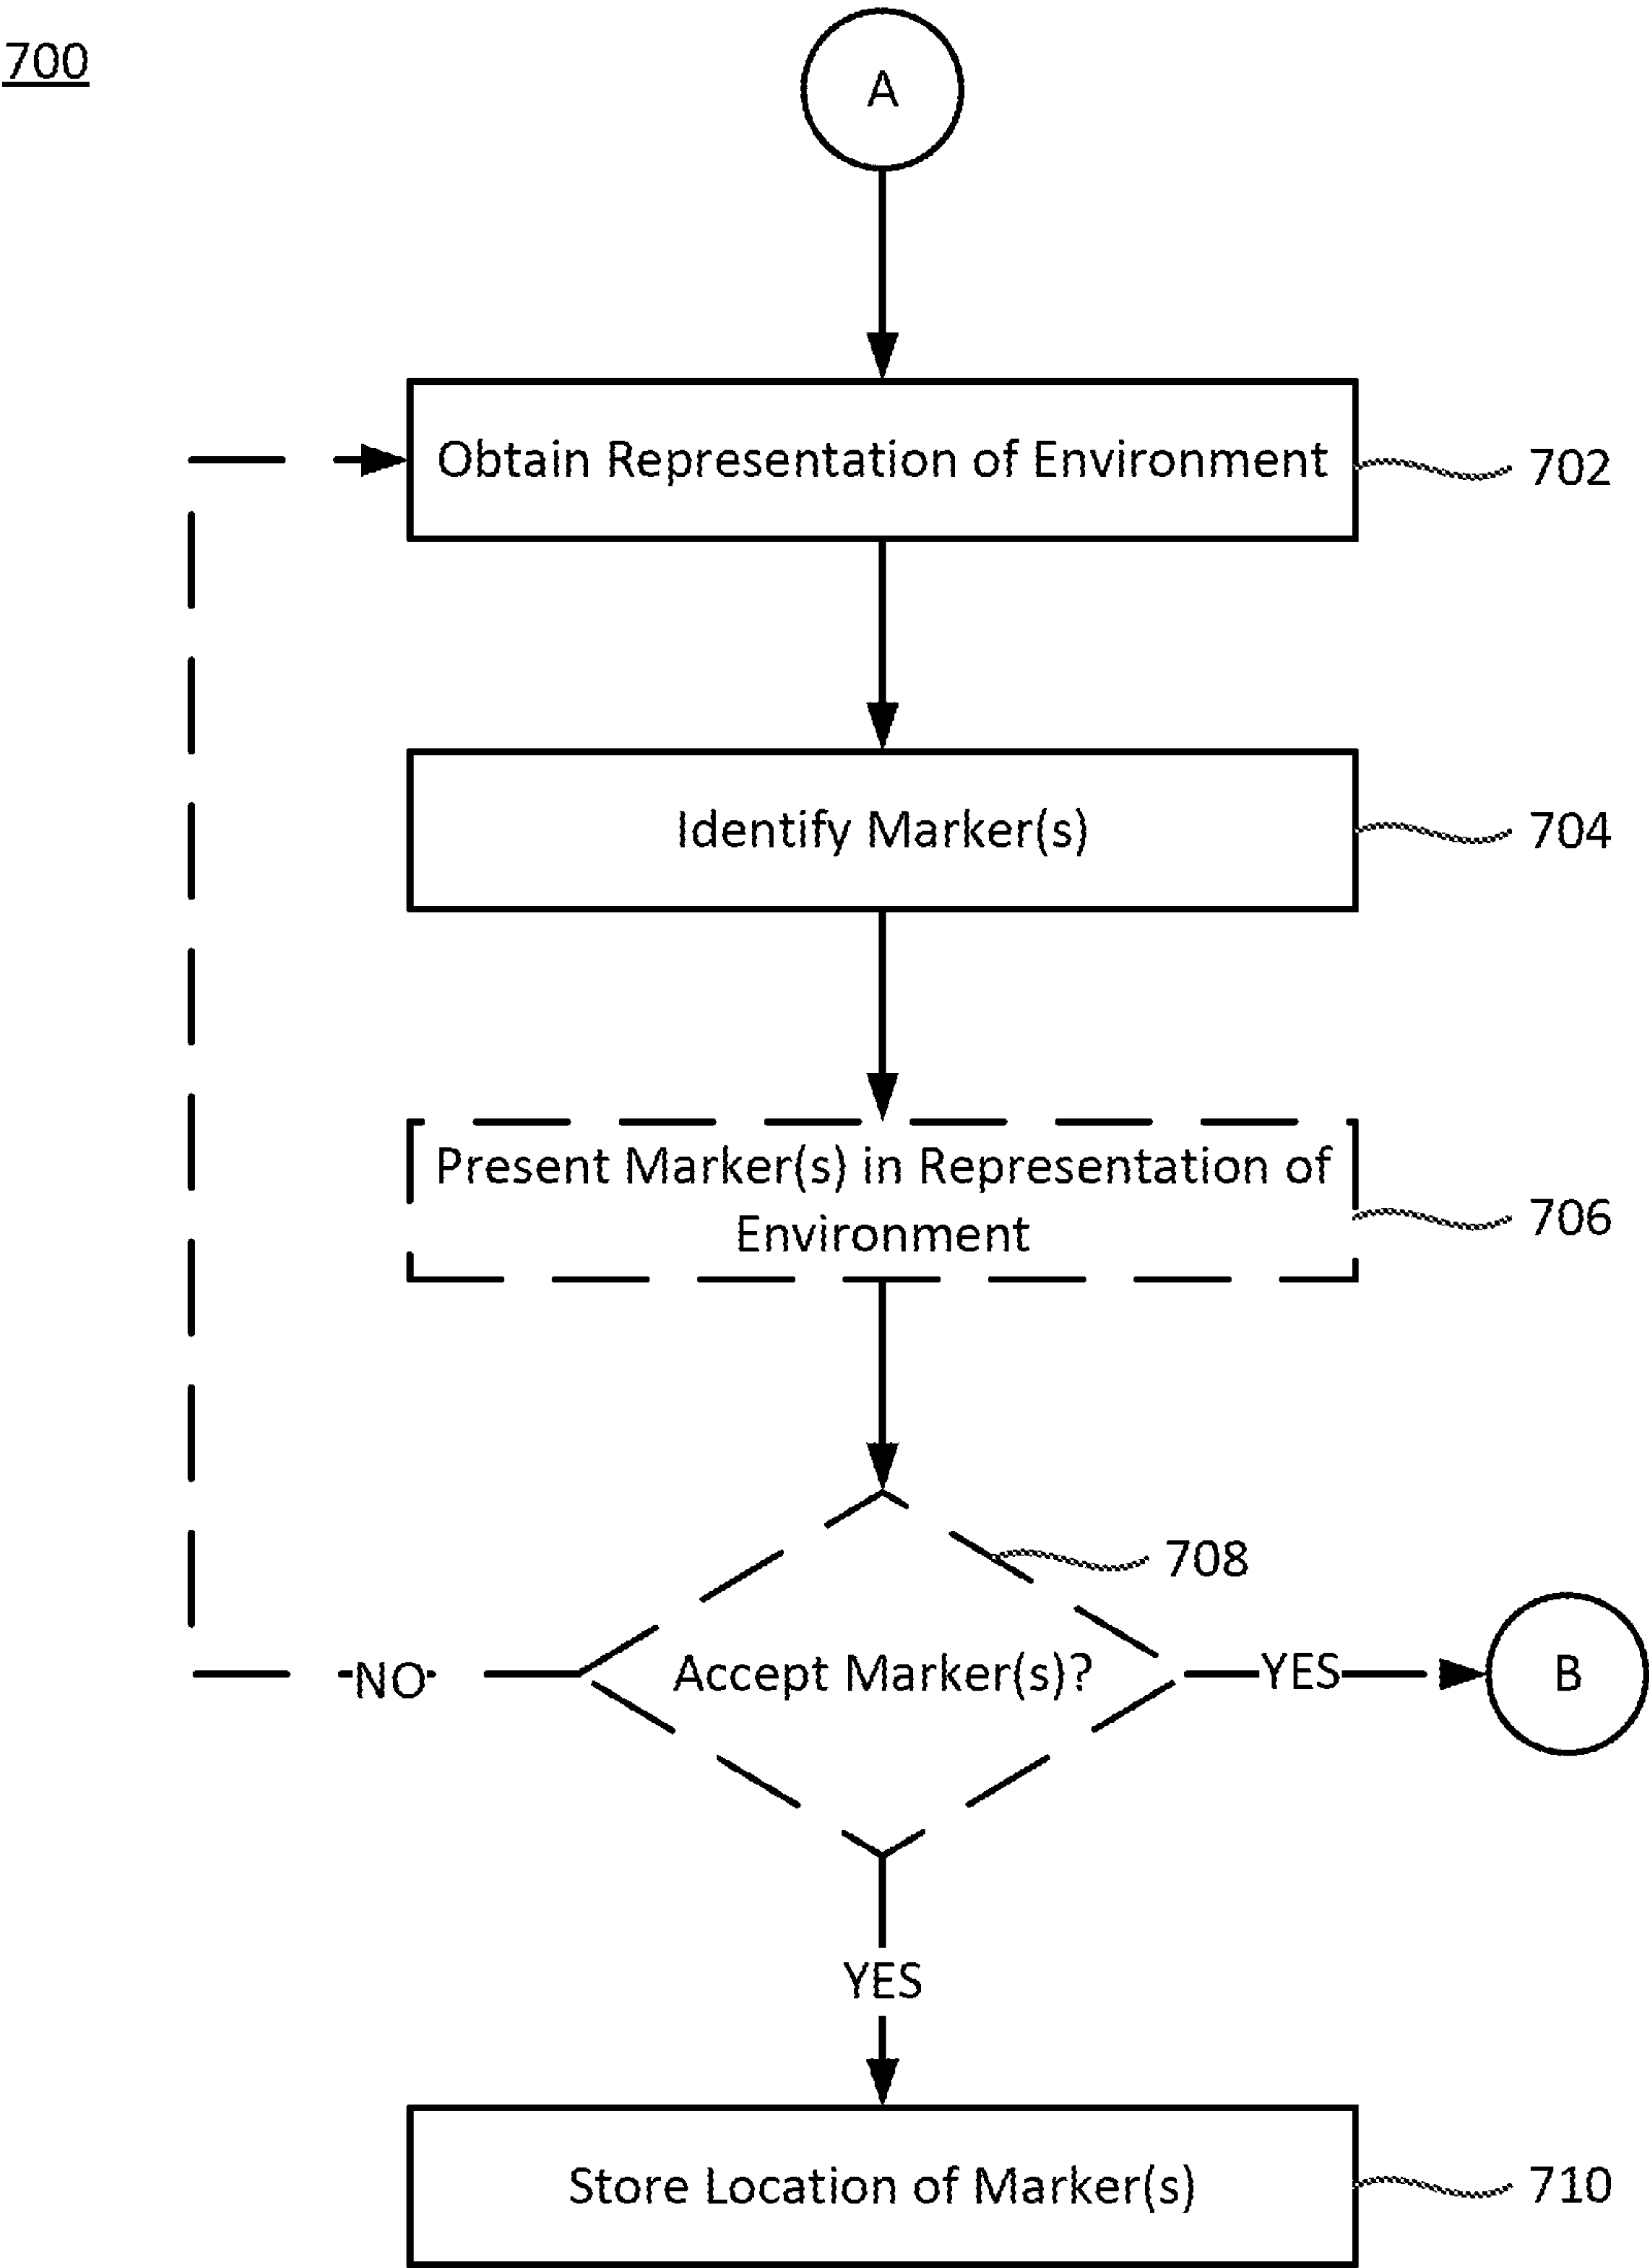 700
A
Obtain Representation of Environment
702
Identify Marker(s)
704
Present Marker(s) in Representation of
Environment
706
708
Accept Marker(s)?
NO
YES
B
YES
Store Location of Marker(s)
710